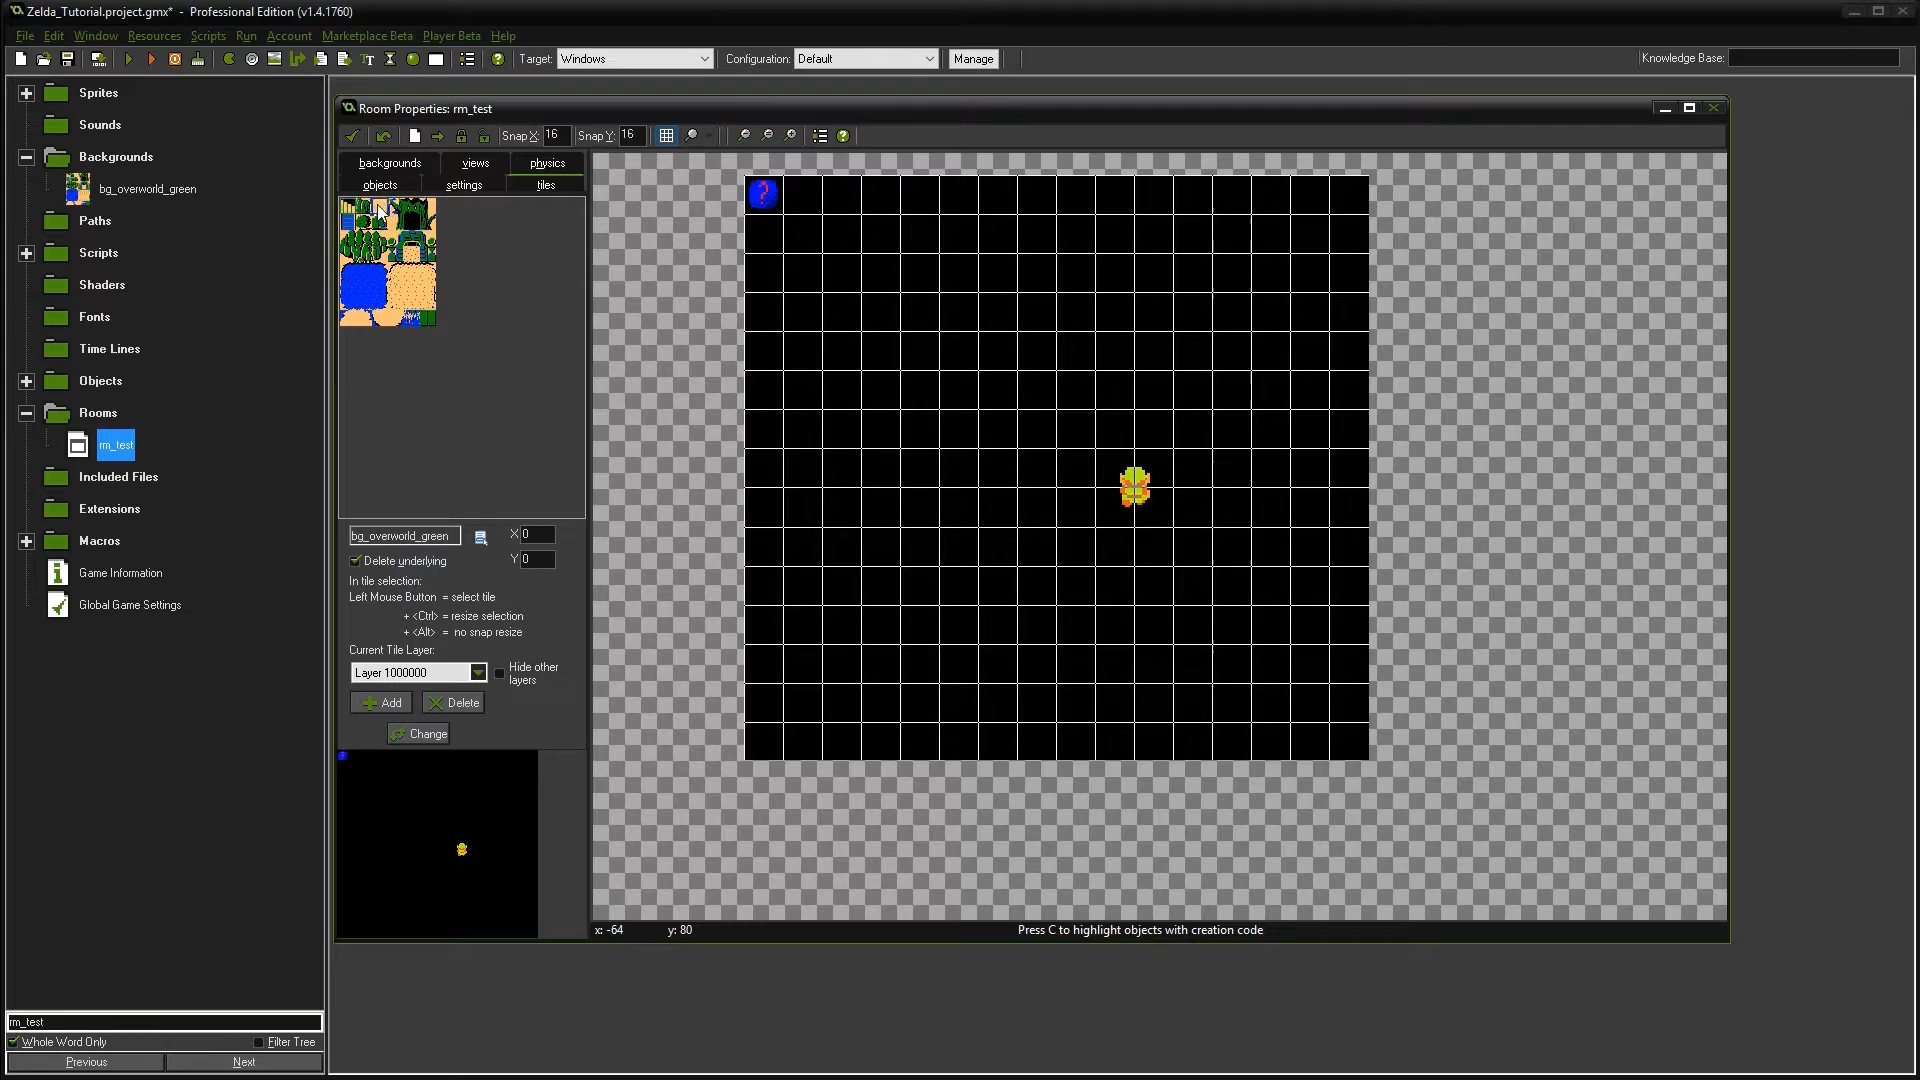 Zelda_Tutorial.project.gmx* - Professional Edition (v1.4.1760)
File Edit Window Resources Scripts Run Account Marketplace Beta Player Beta Help
Target: Windows Configuration: Default Manage Knowledge Base:
Sprites
Sounds
Backgrounds
bg_overworld_green
Paths
Scripts
Shaders
Fonts
Time Lines
Objects
Rooms
rm_test
Included Files
Extensions
Macros
Game Information
Global Game Settings
rm_test
Whole Word Only Filter Tree
Previous Next
Room Properties: rm_test
Snap X: 16 Snap Y: 16
backgrounds views physics
objects settings tiles
?
bg_overworld_green X 0
Delete underlying Y 0
In tile selection:
Left Mouse Button = select tile
+ <Ctrl> = resize selection
+ <Alt> = no snap resize
Current Tile Layer:
Layer 1000000 Hide other
layers
Add Delete
Change
x: -64 y: 80 Press C to highlight objects with creation code